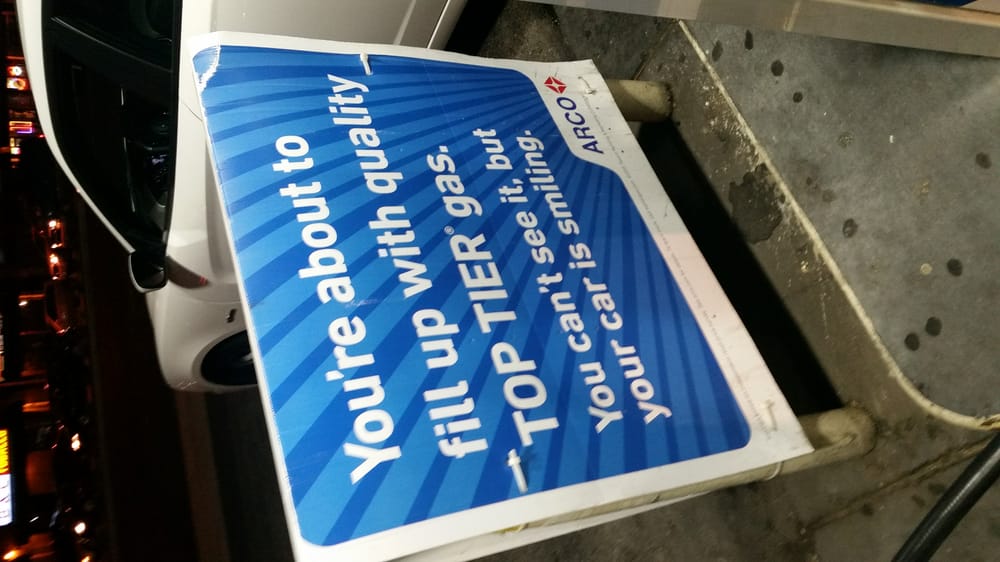 You're about to
fill up with quality
TOP TIER® gas.
You can't see it, but
your car is smiling.
ARCO